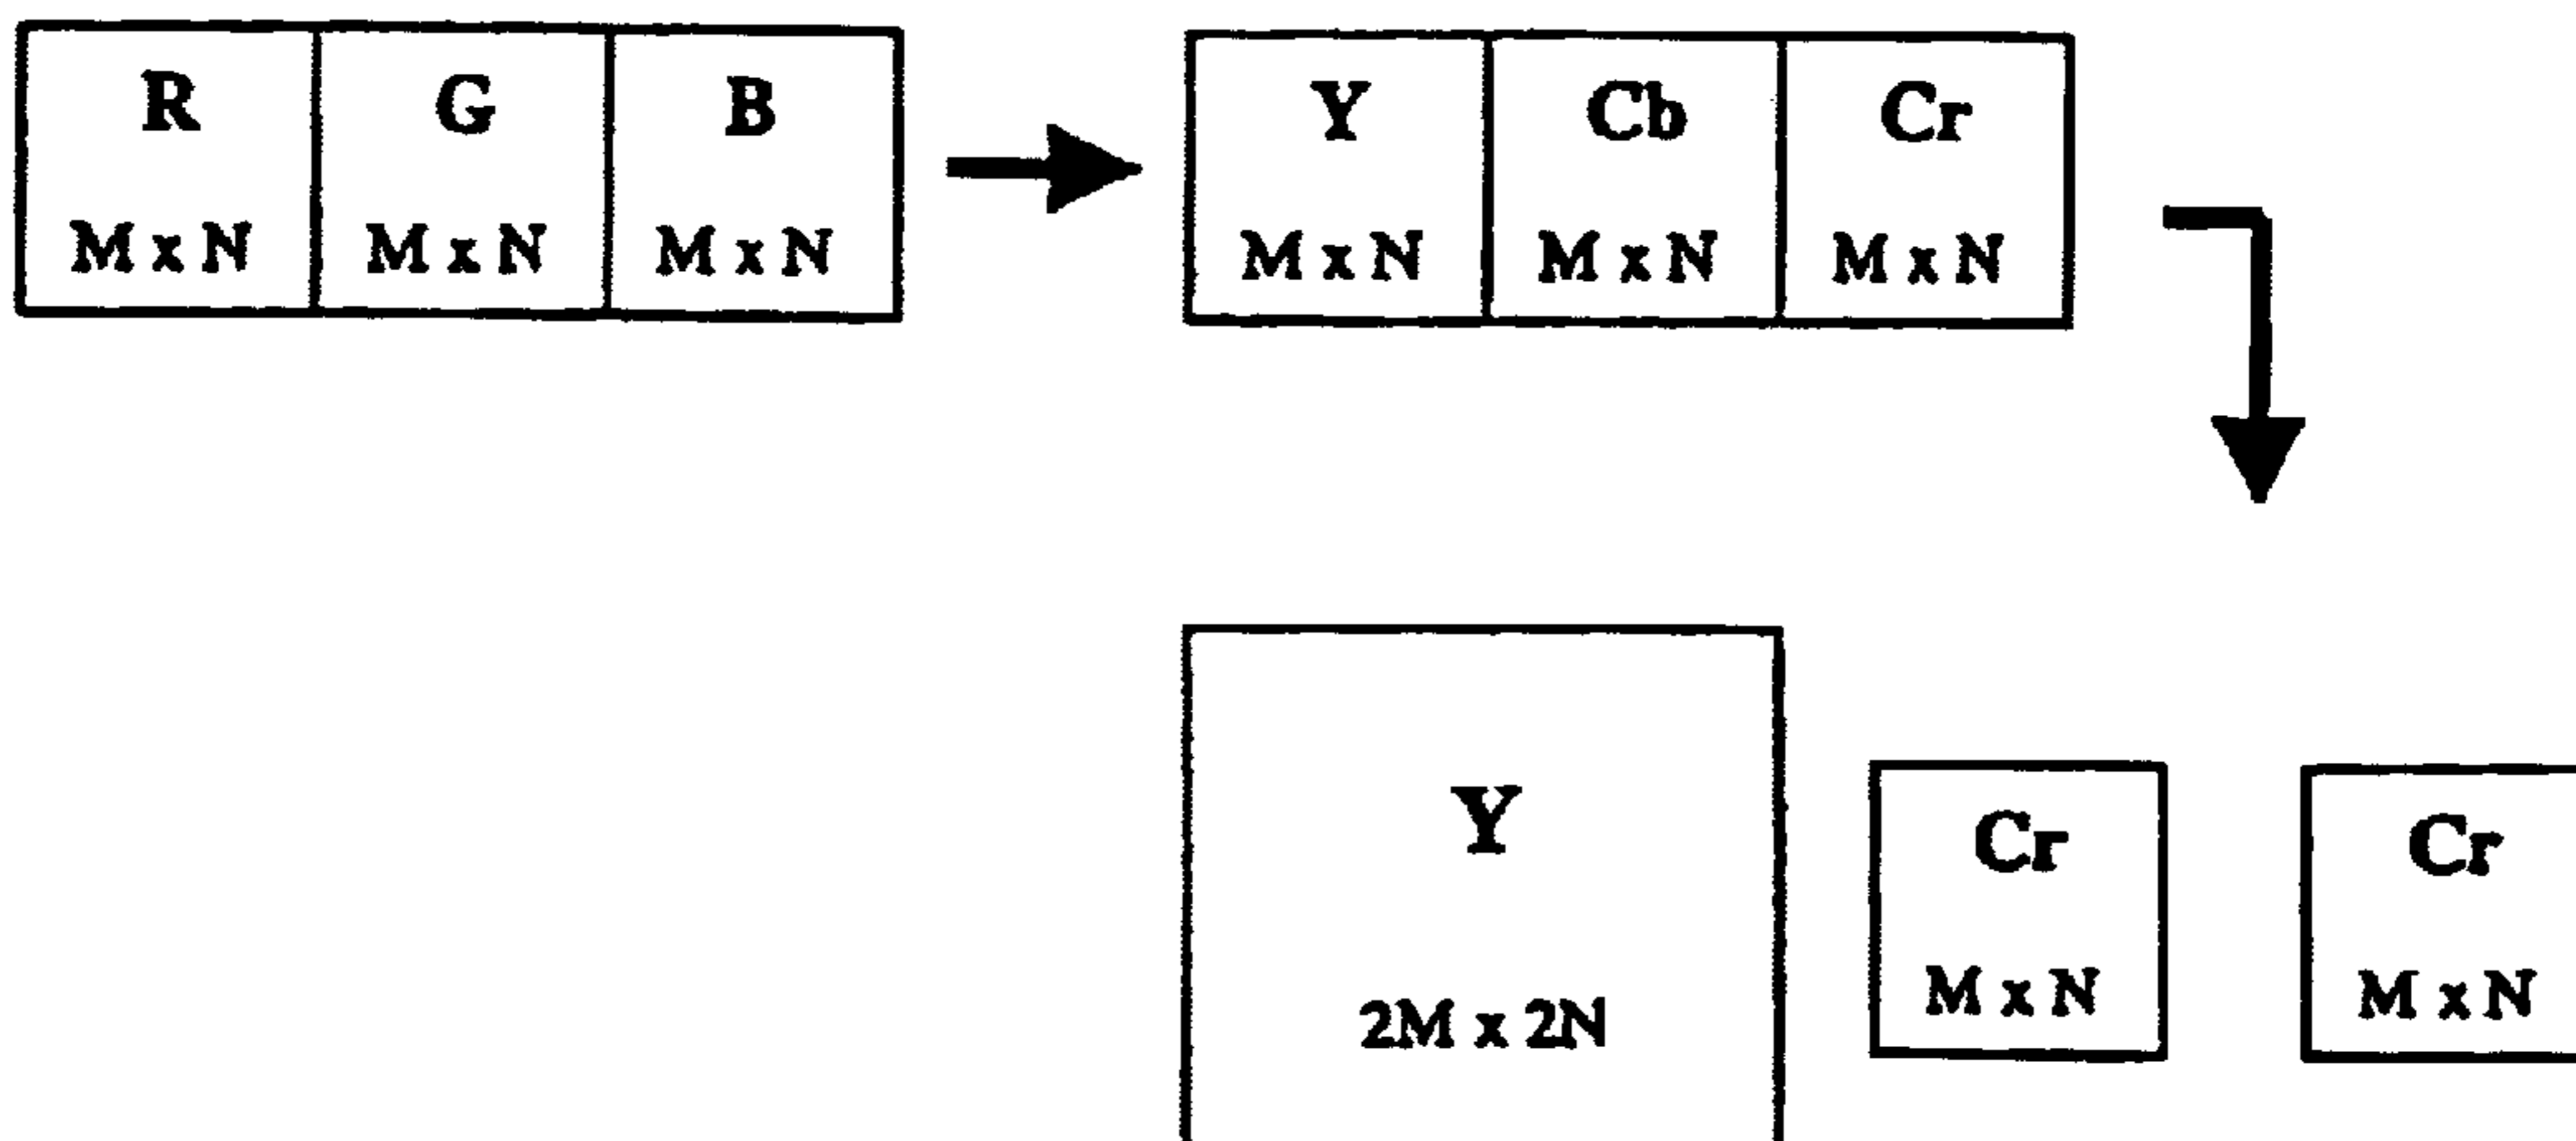 R G B
M x N M x N M x N
Y Cb Cr
M x N M x N M x N
Y
2M x 2N
Cr
M x N
Cr
M x N